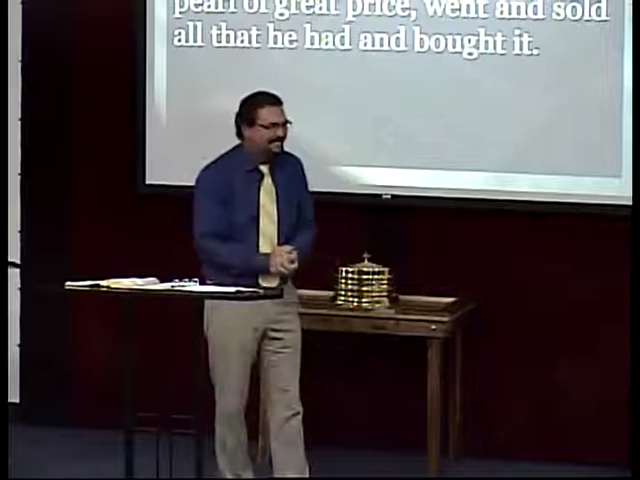 pearl of great price, went and sold
all that he had and bought it.